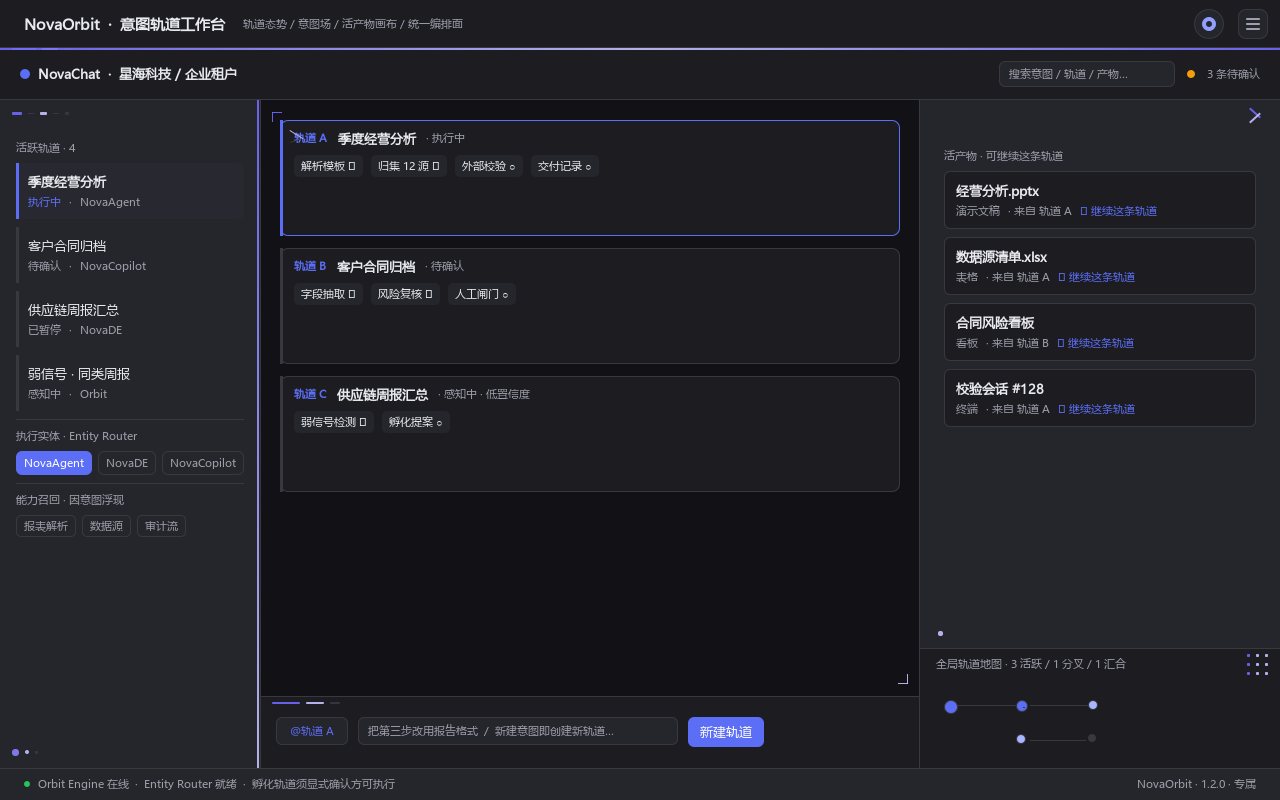 NovaOrbit · 意图轨道工作台 轨道态势 / 意图场 / 活产物画布 / 统一编排面
NovaChat · 星海科技 / 企业租户 搜索意图 / 轨道 / 产物... 3 条待确认
活跃轨道 · 4
季度经营分析
执行中 · NovaAgent
客户合同归档
待确认 · NovaCopilot
供应链周报汇总
已暂停 · NovaDE
弱信号 · 同类周报
感知中 · Orbit
执行实体 · Entity Router
NovaAgent NovaDE NovaCopilot
能力召回 · 因意图浮现
报表解析 数据源 审计流
轨道 A 季度经营分析 · 执行中
解析模板 归集 12 源 外部校验 ○ 交付记录 ○
轨道 B 客户合同归档 · 待确认
字段抽取 风险复核 人工闸门 ○
轨道 C 供应链周报汇总 · 感知中 · 低置信度
弱信号检测 孵化提案 ○
@轨道 A 把第三步改用报告格式 / 新建意图即创建新轨道... 新建轨道
活产物 · 可继续这条轨道
经营分析.pptx
演示文稿 · 来自 轨道 A 继续这条轨道
数据源清单.xlsx
表格 · 来自 轨道 A 继续这条轨道
合同风险看板
看板 · 来自 轨道 B 继续这条轨道
校验会话 #128
终端 · 来自 轨道 A 继续这条轨道
全局轨道地图 · 3 活跃 / 1 分叉 / 1 汇合
Orbit Engine 在线 · Entity Router 就绪 · 孵化轨道须显式确认方可执行 NovaOrbit · 1.2.0 · 专属